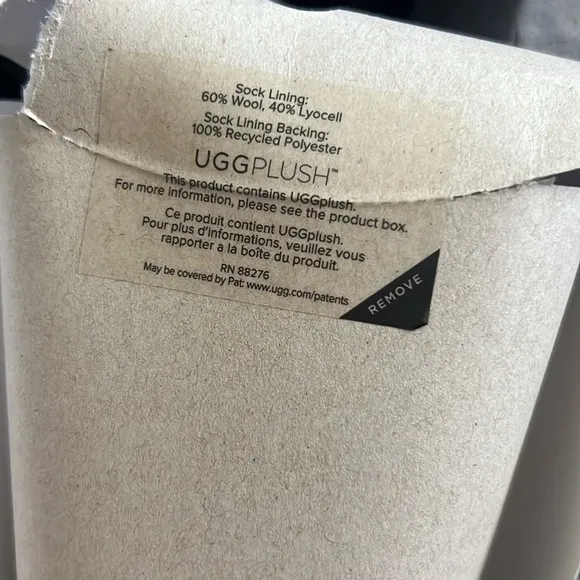 Sock Lining:
60% Wool, 40% Lyocell
Sock Lining Backing:
100% Recycled Polyester
UGGPLUSH™
This product contains UGGplush.
For more information, please see the product box.
Ce produit contient UGGplush.
Pour plus d'informations, veuillez vous
rapporter a la boîte du produit.
RN 88276
May be covered by Pat: www.ugg.com/patents
REMOVE